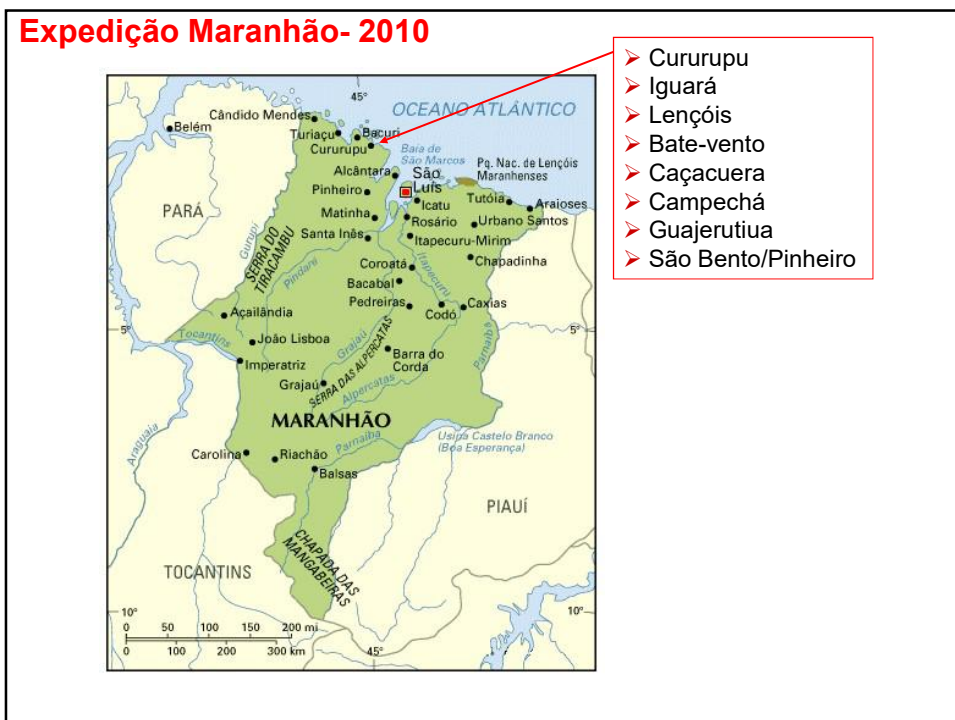 Expedição Maranhão- 2010
Cururupu
Iguará
Lençóis
Bate-vento
Caçacuera
Campechá
Guajerutiua
São Bento/Pinheiro
45°
OCEANO ATLÂNTICO
Cândido Mendes
Belém
Turiaçu
Bacuri
Cururupu
Baía de
São Marcos
Pq. Nac. de Lençóis
Maranhenses
Alcântara
São
Luís
Pinheiro
Icatu
Tutóia
Araioses
PARÁ
Matinha
Rosário
Urbano Santos
Gurupi
SERRA DO
TIRACAMBU
Santa Inês
Itapecuru-Mirim
Pindaré
Coroatá
Itapecuru
Chapadinha
Bacabal
Pedreiras
Codó
Caxias
Açailândia
5°
5°
Tocantins
João Lisboa
Grajaú
SERRA DAS ALPERCATAS
Barra do
Corda
Parnaíba
Imperatriz
Grajaú
Alpercatas
MARANHÃO
Araguaia
Parnaíba
Usina Castelo Branco
(Boa Esperança)
Carolina
Riachão
Balsas
PIAUÍ
CHAPADA DAS
MANGABEIRAS
TOCANTINS
10°
10°
0 50 100 150 200 mi
0 100 200 300 km
45°